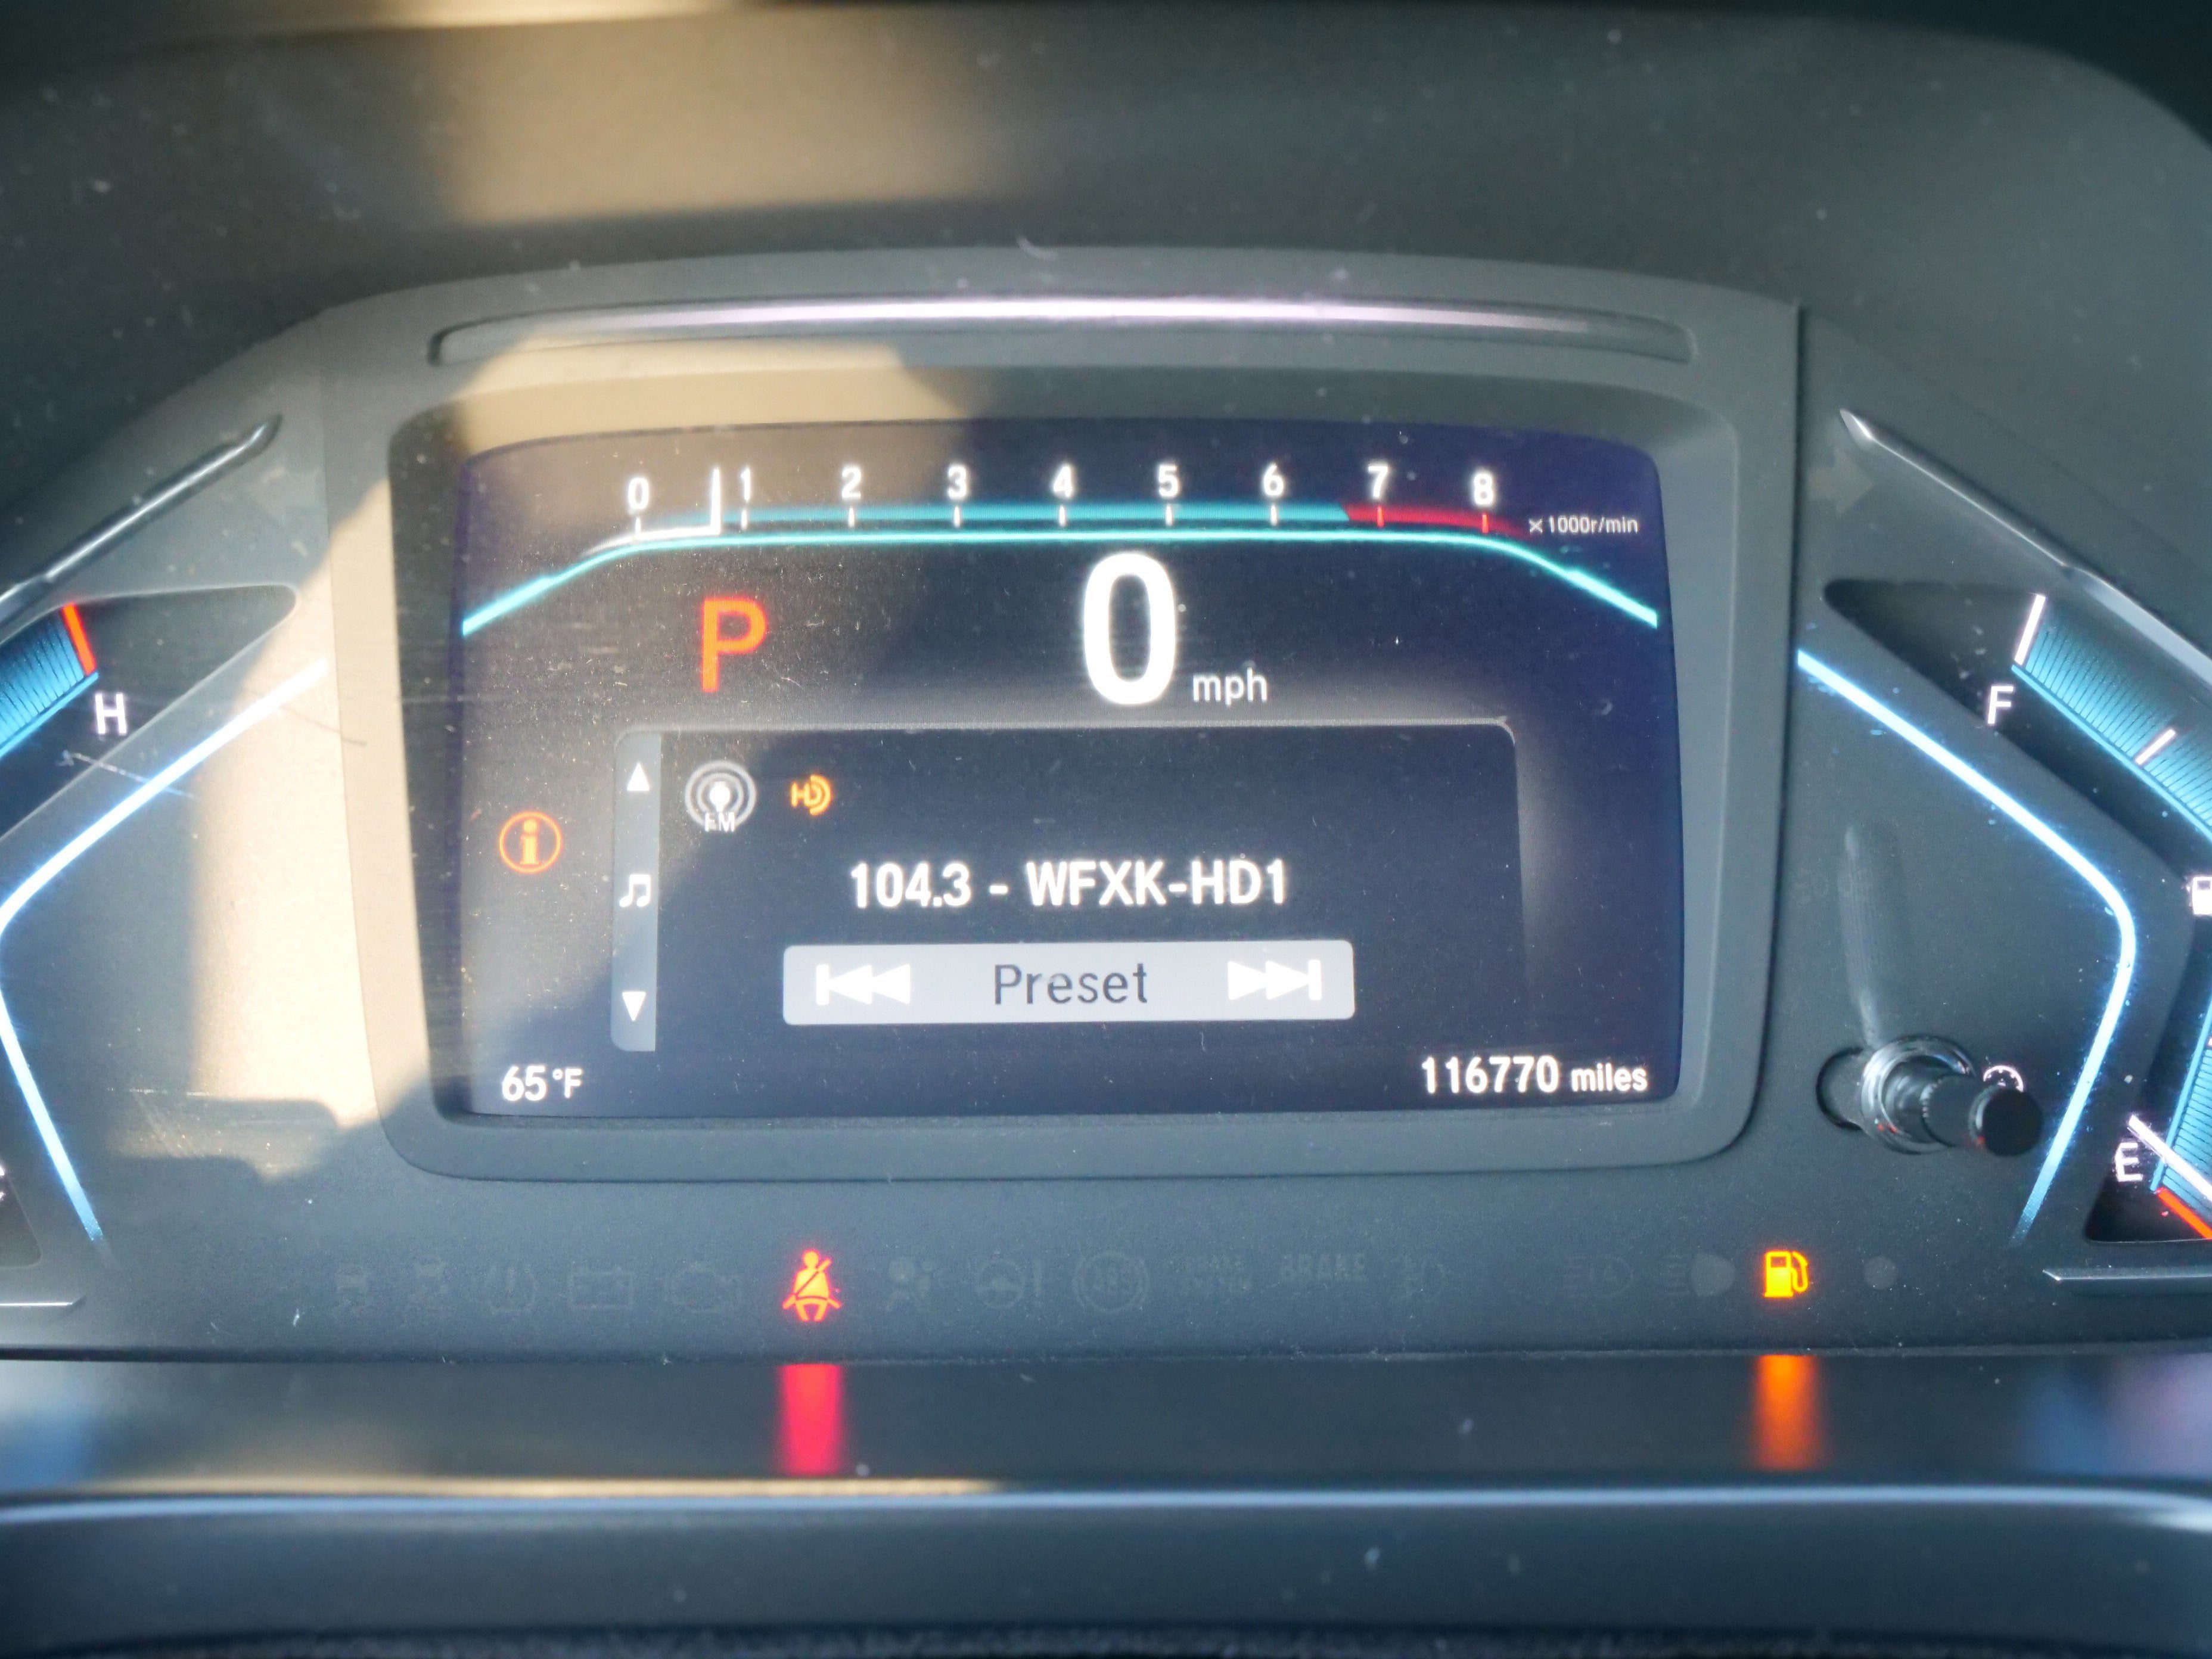 0 1 2 3 4 5 6 7 8
×1000r/min
P 0 mph
H
F
FM HD
104.3 - WFXK-HD1
Preset
65°F
116770 miles
E
BRAKE